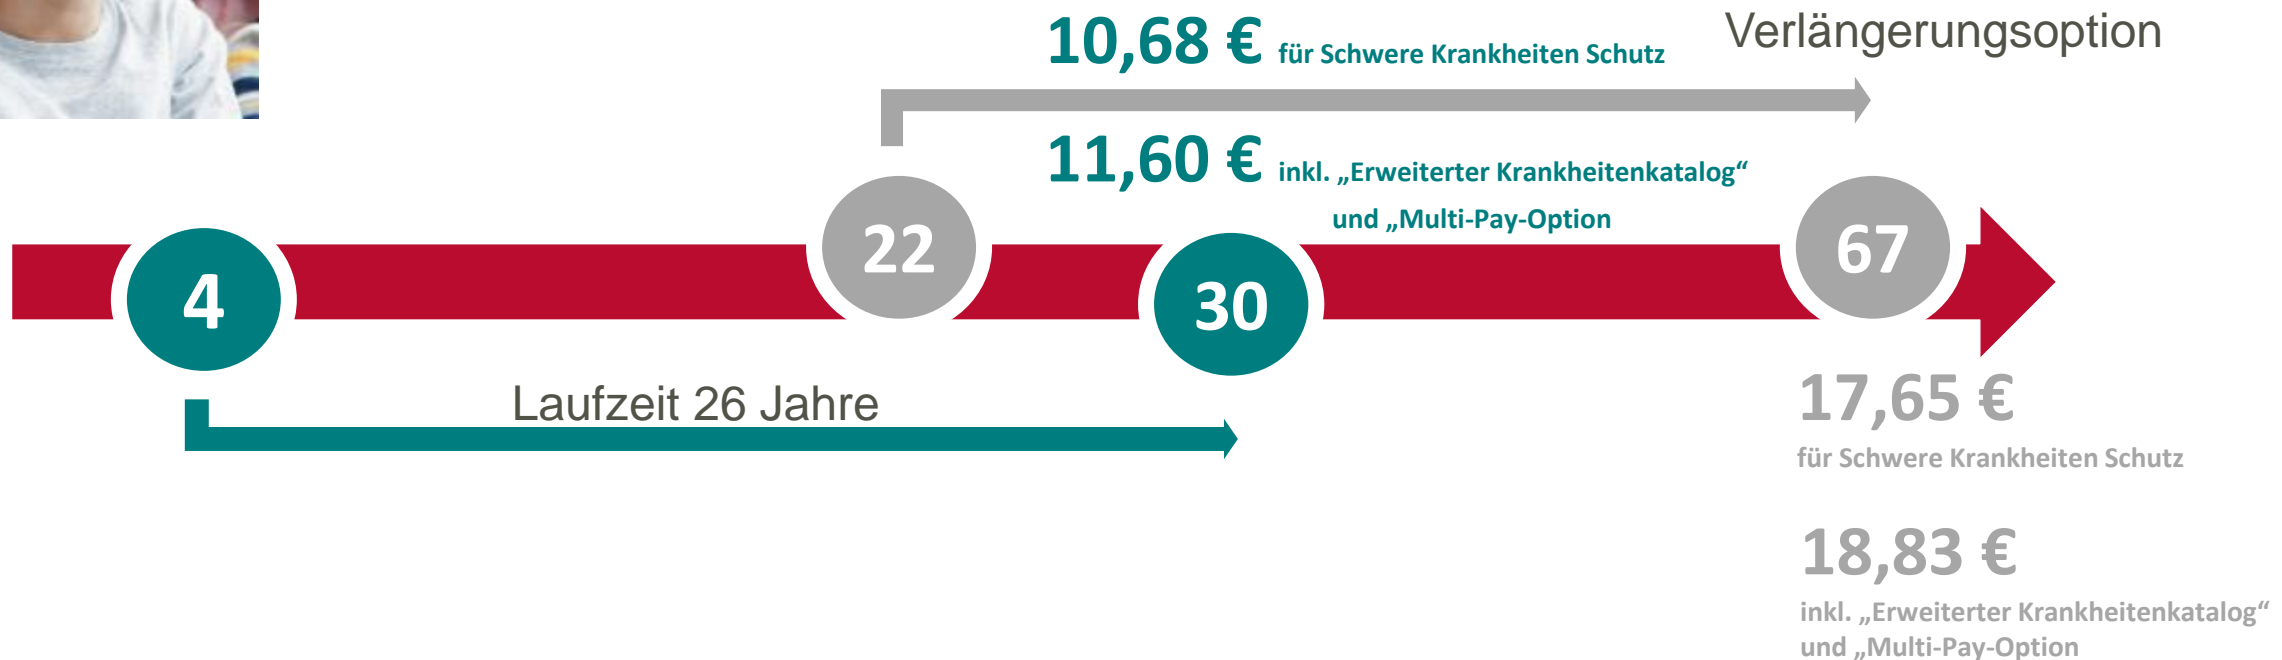 10,68 € für Schwere Krankheiten Schutz
Verlängerungsoption
11,60 € inkl. „Erweiterter Krankheitenkatalog“
und „Multi-Pay-Option
4
22
30
67
Laufzeit 26 Jahre
17,65 €
für Schwere Krankheiten Schutz
18,83 €
inkl. „Erweiterter Krankheitenkatalog“
und „Multi-Pay-Option